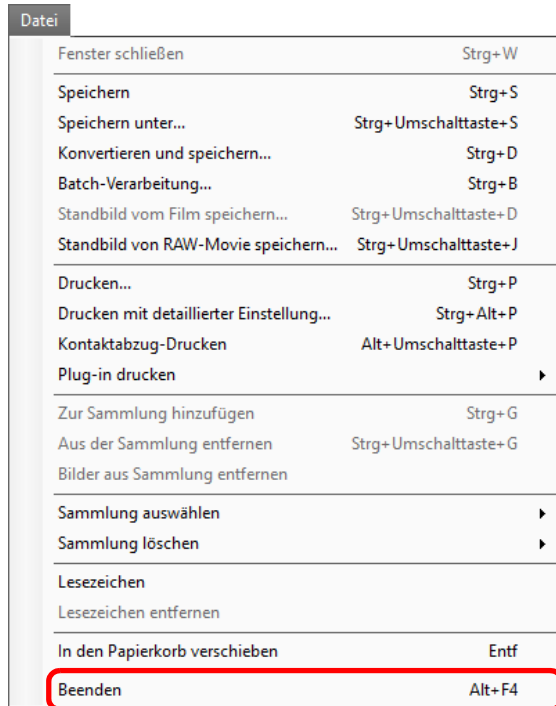 Datei
Fenster schließen Strg+W
Speichern Strg+S
Speichern unter... Strg+Umschalttaste+S
Konvertieren und speichern... Strg+D
Batch-Verarbeitung... Strg+B
Standbild vom Film speichern... Strg+Umschalttaste+D
Standbild von RAW-Movie speichern... Strg+Umschalttaste+J
Drucken... Strg+P
Drucken mit detaillierter Einstellung... Strg+Alt+P
Kontaktabzug-Drucken Alt+Umschalttaste+P
Plug-in drucken
Zur Sammlung hinzufügen Strg+G
Aus der Sammlung entfernen Strg+Umschalttaste+G
Bilder aus Sammlung entfernen
Sammlung auswählen
Sammlung löschen
Lesezeichen
Lesezeichen entfernen
In den Papierkorb verschieben Entf
Beenden Alt+F4